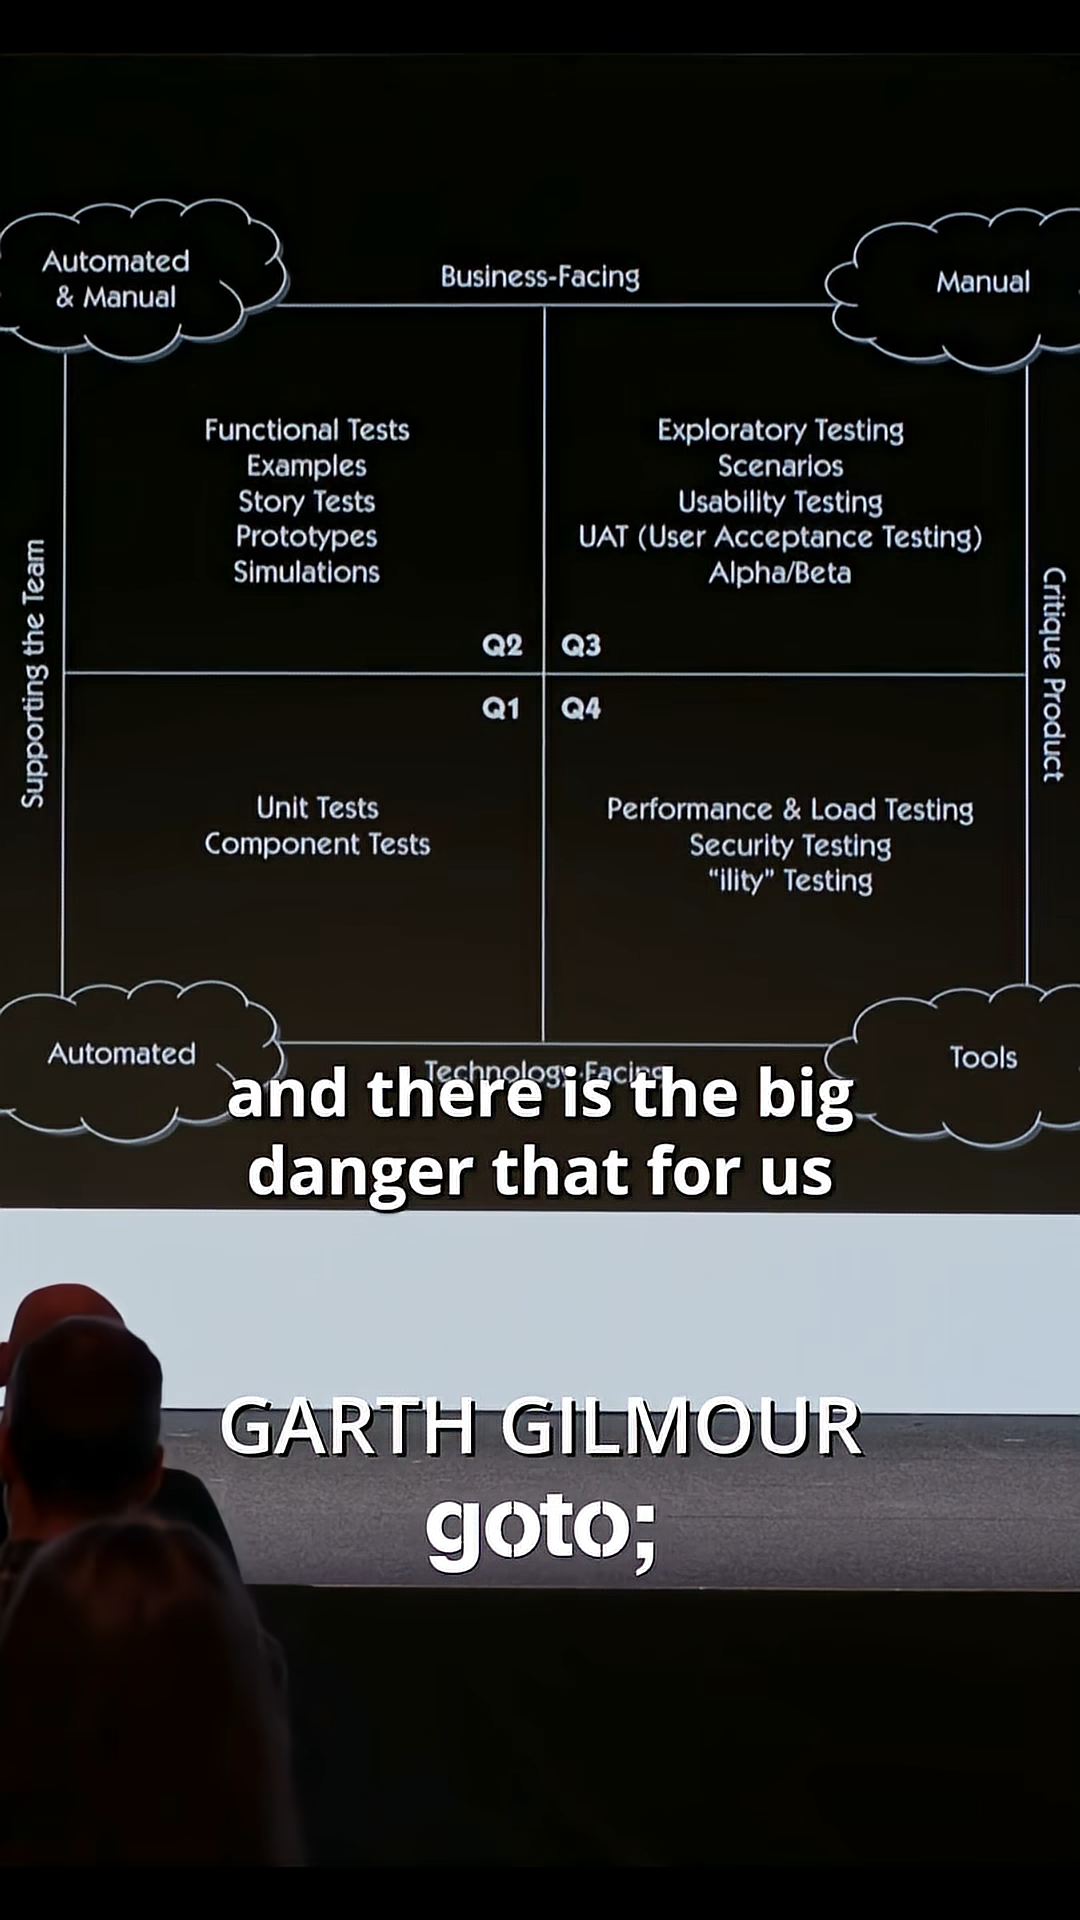 Automated
& Manual
Business-Facing
Manual
Functional Tests
Examples
Story Tests
Prototypes
Simulations
Exploratory Testing
Scenarios
Usability Testing
UAT (User Acceptance Testing)
Alpha/Beta
Supporting the Team
Critique Product
Q2
Q3
Q1
Q4
Unit Tests
Component Tests
Performance & Load Testing
Security Testing
“ility” Testing
Automated
Technology-Facing
Tools
and there is the big
danger that for us
GARTH GILMOUR
goto;